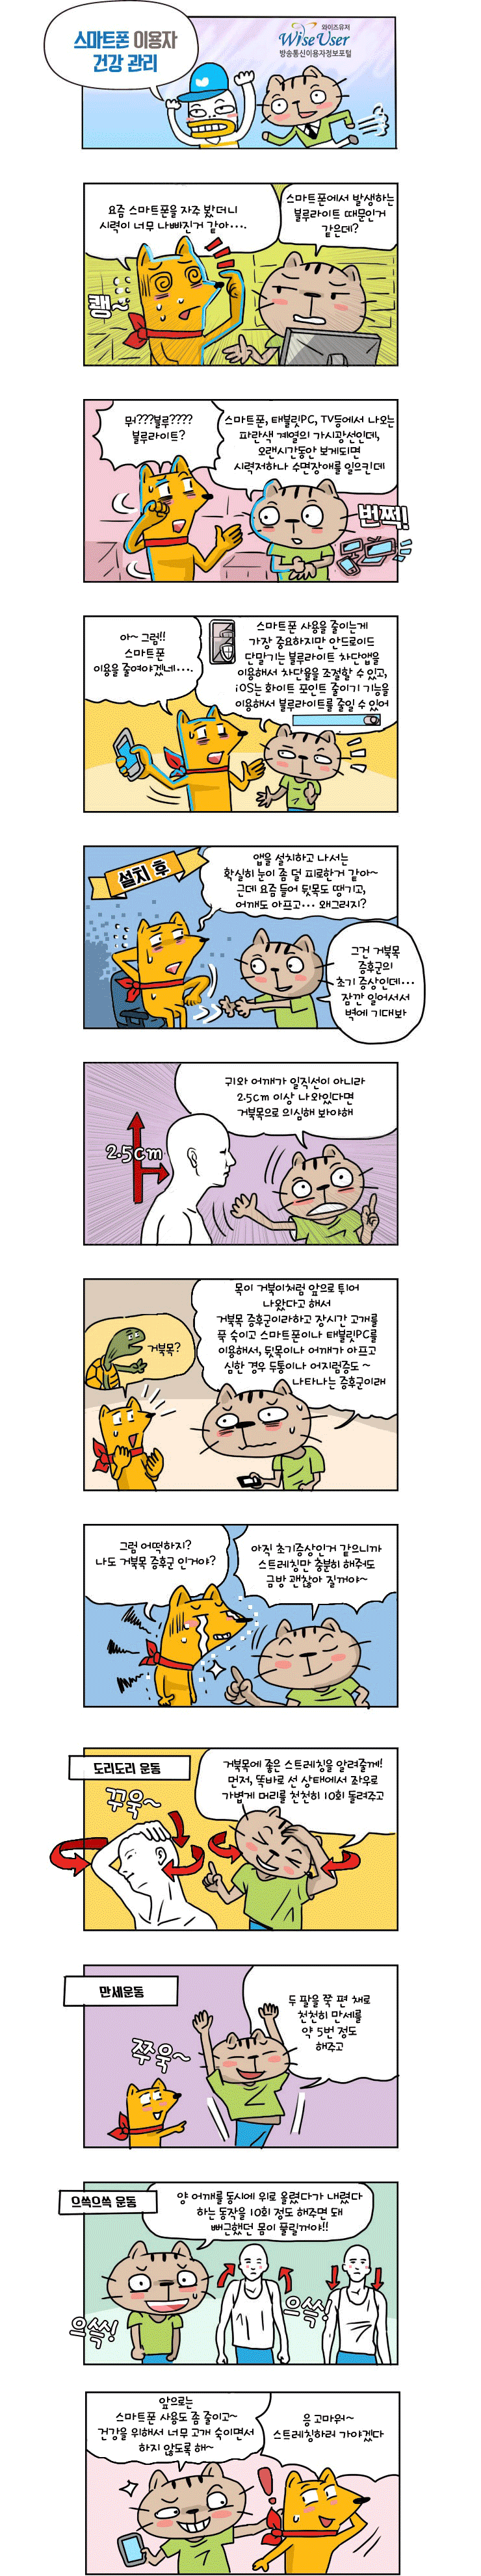 스마트폰 이용자
건강 관리
와이즈유저
Wise User
방송통신이용자정보포털
요즘 스마트폰을 자주 봤더니
시력이 너무 나빠진거 같아....
스마트폰에서 발생하는
블루라이트 때문인거
같은데?
퀭~
뭐???블루????
블루라이트?
스마트폰, 태블릿PC, TV등에서 나오는
파란색 계열의 가시광선인데,
오랜시간동안 보게되면
시력저하나 수면장애를 일으킨데
번쩍!
아~ 그럼!!
스마트폰
이용을 줄여야겠네....
스마트폰 사용을 줄이는게
가장 중요하지만 안드로이드
단말기는 블루라이트 차단앱을
이용해서 차단율을 조절할 수 있고,
iOS는 화이트 포인트 줄이기 기능을
이용해서 블루라이트를 줄일 수 있어
설치 후
앱을 설치하고 나서는
확실히 눈이 좀 덜 피로한거 같아~
근데 요즘 들어 뒷목도 땡기고,
어깨도 아프고... 왜그러지?
그건 거북목
증후군의
초기 증상인데...
잠깐 일어서서
벽에 기대봐
귀와 어깨가 일직선이 아니라
2.5cm 이상 나와있다면
거북목으로 의심해 보아해
2.5cm
목이 거북이처럼 앞으로 튀어
나왔다고 해서
거북목 증후군이라하고 장시간 고개를
푹 숙이고 스마트폰이나 태블릿PC를
이용해서, 뒷목이나 어깨가 아프고
심한 경우 두통이나 어지럼증도 ~
나타나는 증후군이래
거북목?
그럼 어떡하지?
나도 거북목 증후군 인거야?
아직 초기증상인거 같으니까
스트레칭만 충분히 해줘도
금방 괜찮아 질꺼야~
도리도리 운동
꾸욱~
거북목에 좋은 스트레칭을 알려줄께!
먼저, 똑바로 선 상태에서 좌우로
가볍게 머리를 천천히 10회 돌려주고
만세운동
쭈욱~
두 팔을 쭉 편 채로
천천히 만세를
약 5번 정도
해주고
으쓱으쓱 운동
양 어깨를 동시에 위로 올렸다가 내렸다
하는 동작을 10회 정도 해주면 돼
뻐근했던 몸이 풀릴꺼야!!
으쓱!
으쓱!
앞으로는
스마트폰 사용도 좀 줄이고~
건강을 위해서 너무 고개 숙이면서
하지 않도록 해~
응 고마워~
스트레칭하러 가야겠다